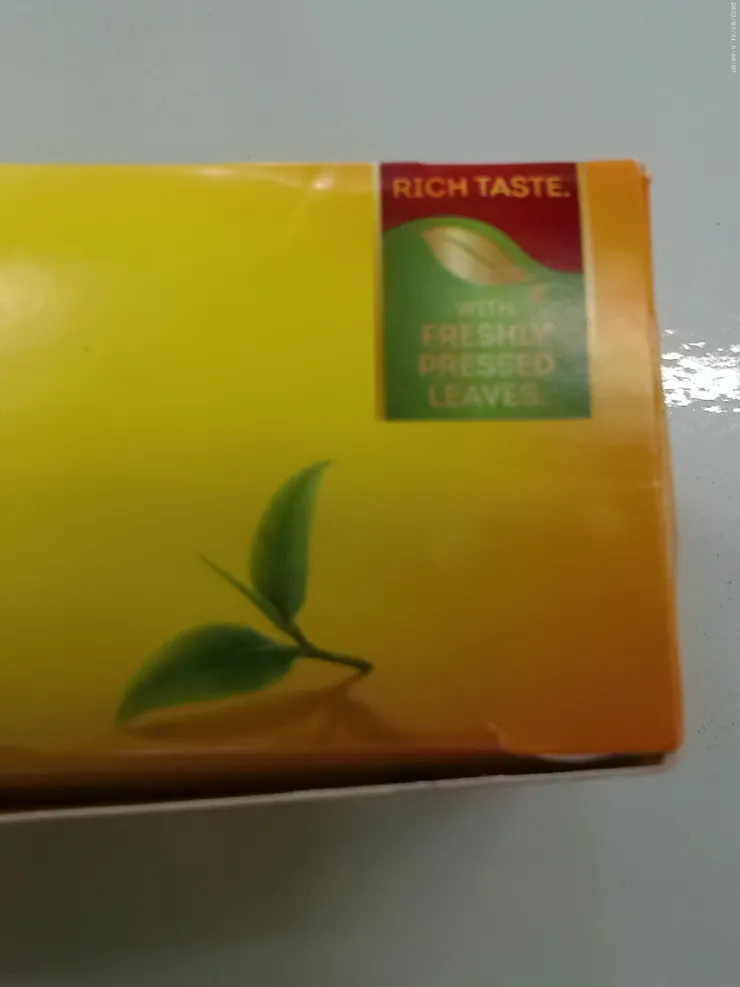 RICH TASTE.
WITH
FRESHLY
PRESSED
LEAVES.